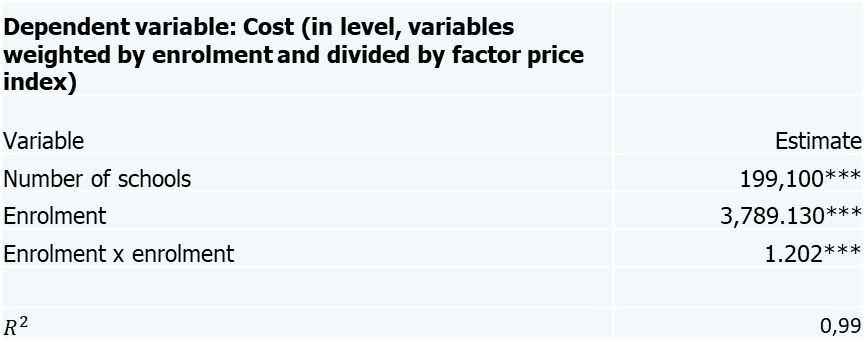 Dependent variable: Cost (in level, variables
weighted by enrolment and divided by factor price
index)
Variable Estimate
Number of schools 199,100***
Enrolment 3,789.130***
Enrolment x enrolment 1.202***
R² 0,99